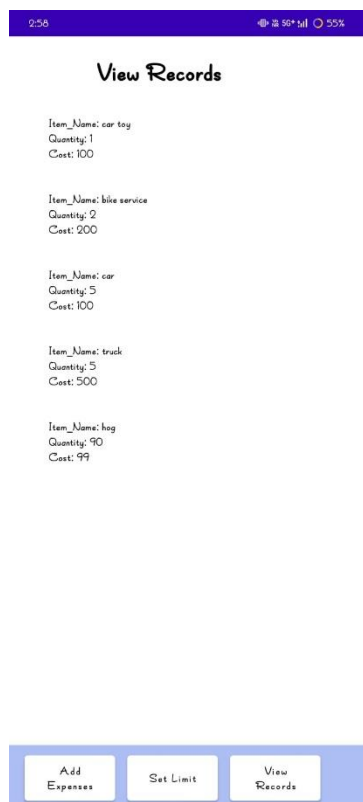 2:58
5G+ 55%
View Records
Item_Name: car toy
Quantity: 1
Cost: 100
Item_Name: bike service
Quantity: 2
Cost: 200
Item_Name: car
Quantity: 5
Cost: 100
Item_Name: truck
Quantity: 5
Cost: 500
Item_Name: hog
Quantity: 90
Cost: 99
Add
Expenses
Set Limit
View
Records